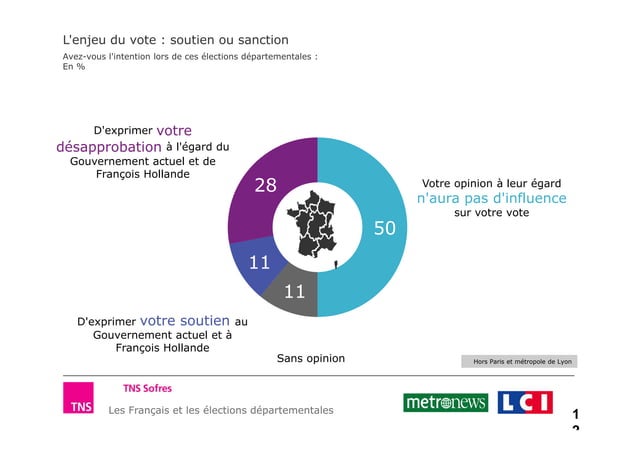 L'enjeu du vote : soutien ou sanction
Avez-vous l'intention lors de ces élections départementales :
En %
D'exprimer votre
désapprobation à l'égard du
Gouvernement actuel et de
François Hollande
28
50
11
11
Votre opinion à leur égard
n'aura pas d'influence
sur votre vote
D'exprimer votre soutien au
Gouvernement actuel et à
François Hollande
Sans opinion
Hors Paris et métropole de Lyon
TNS
TNS Sofres
Les Français et les élections départementales
metronews
LCI
1